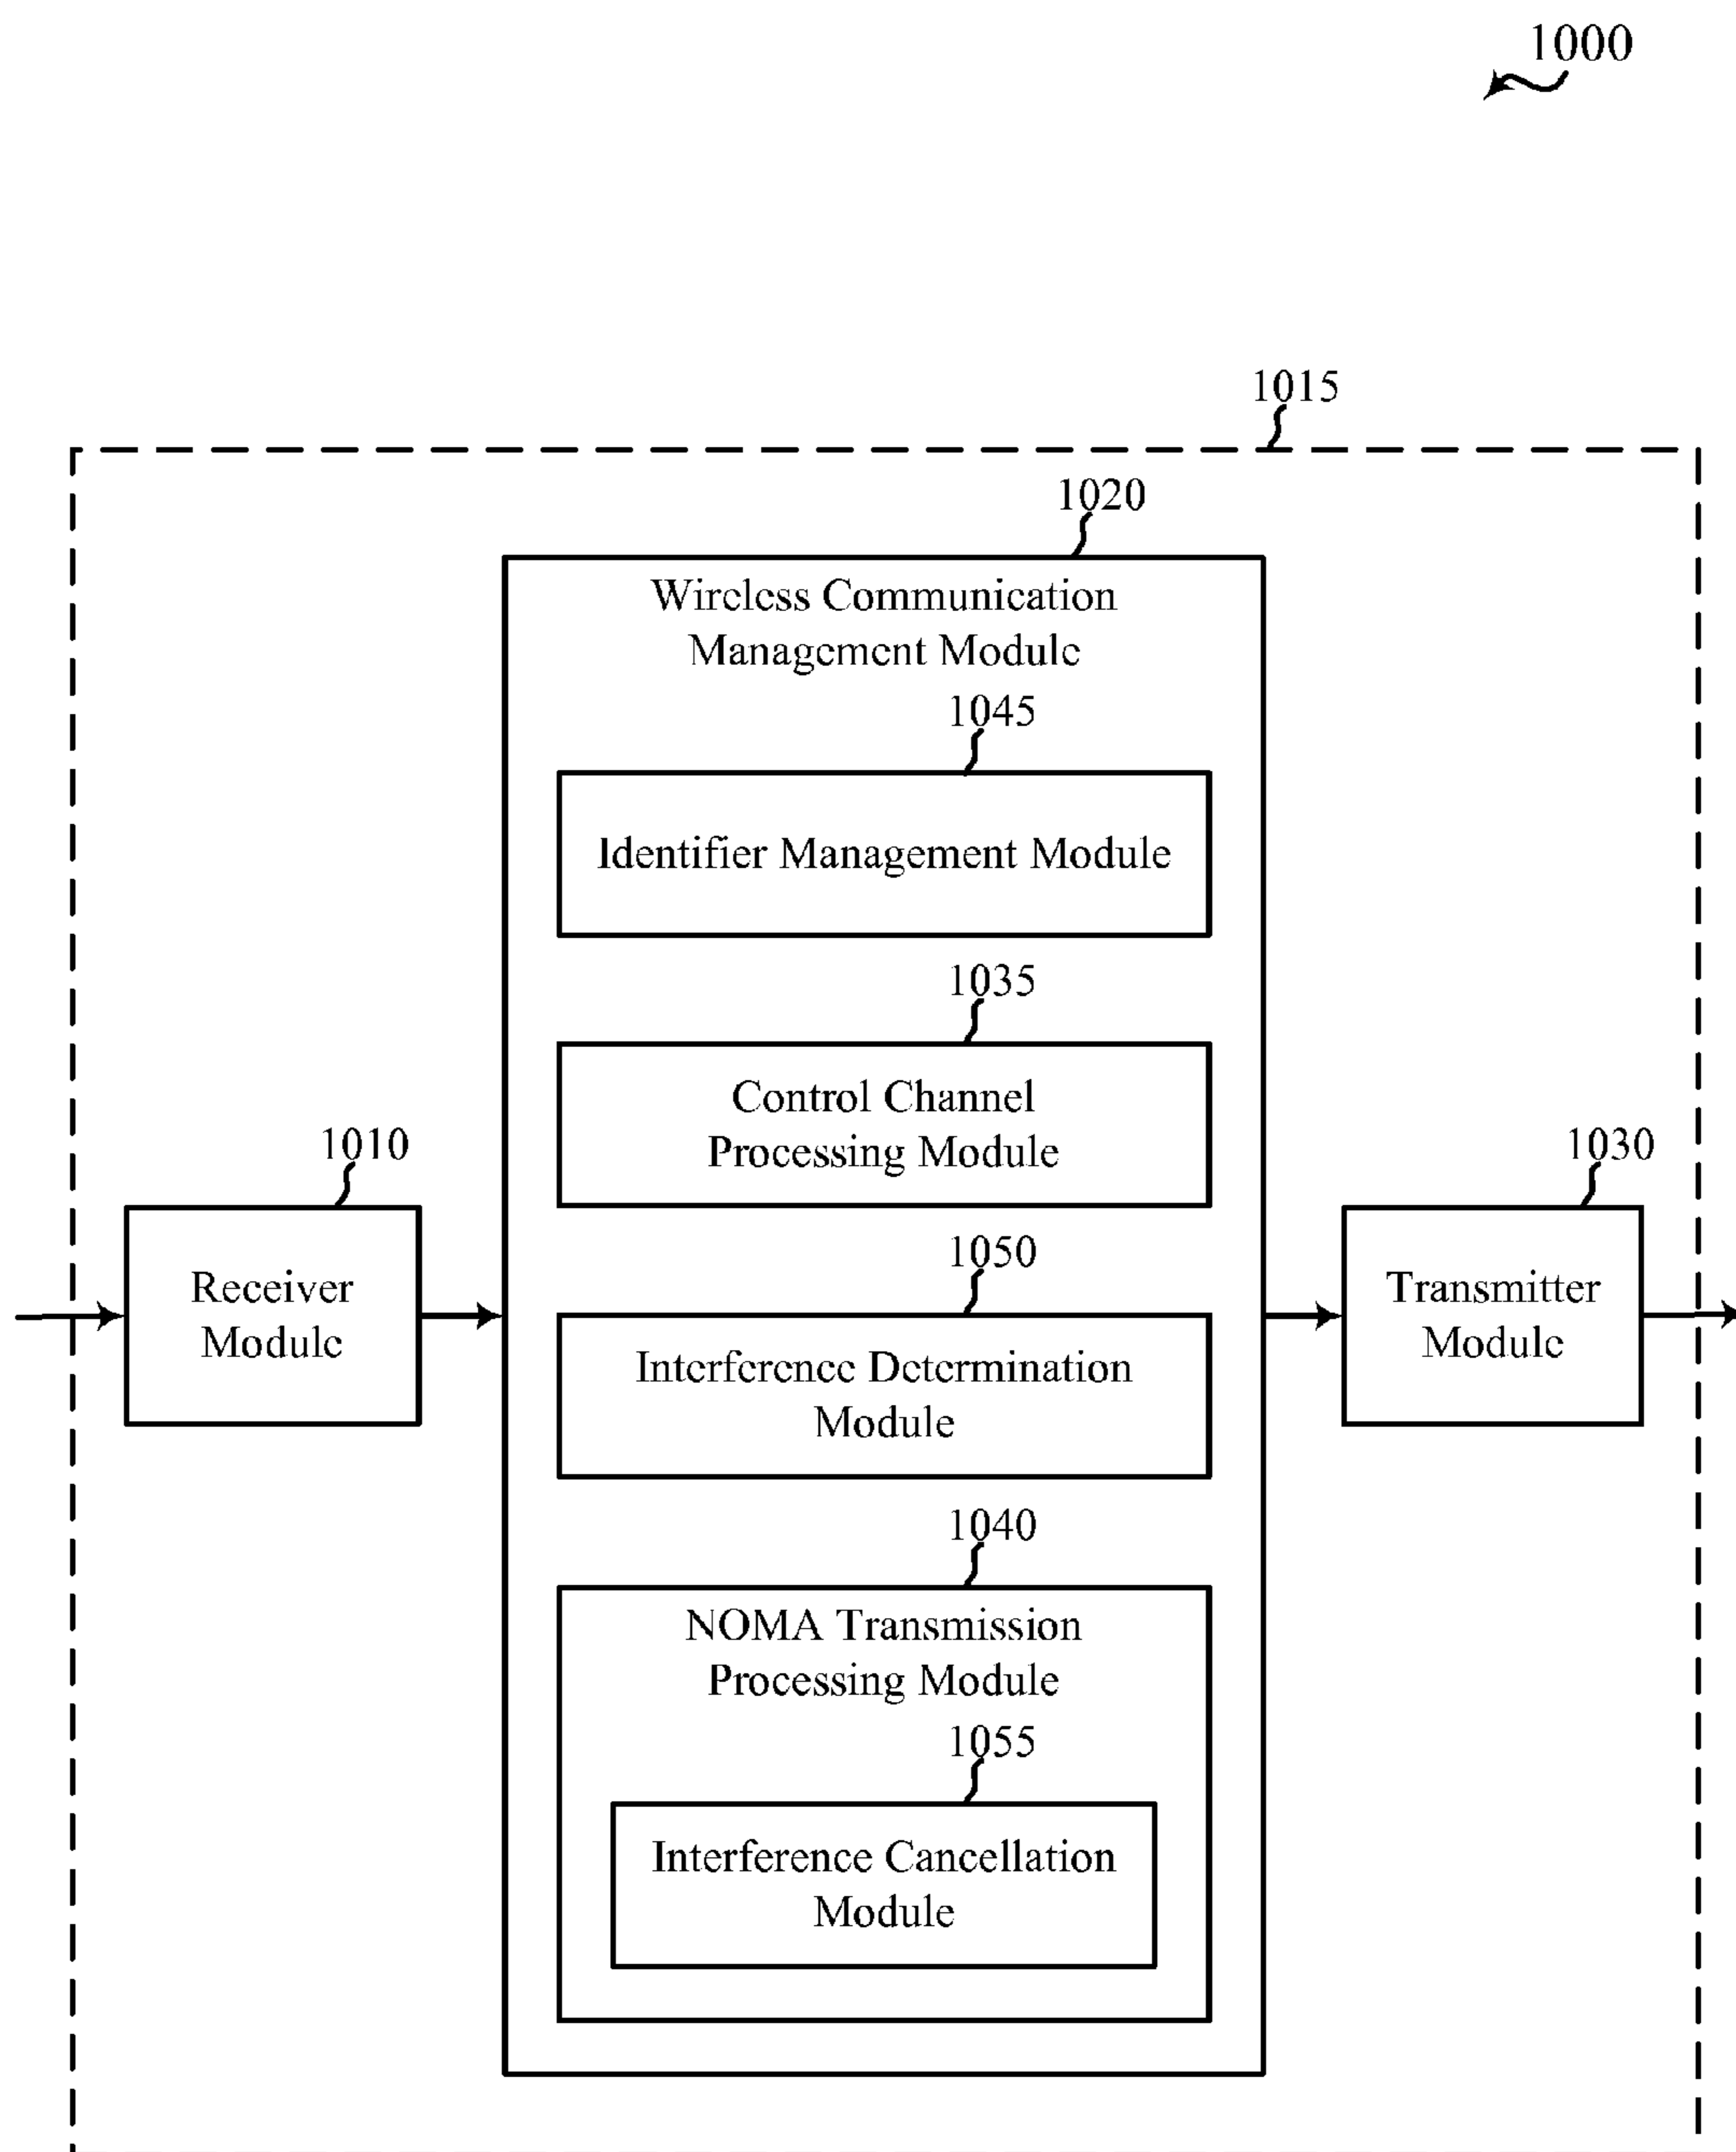 1000
1015
1020
Wireless Communication
Management Module
1045
Identifier Management Module
1035
Control Channel
Processing Module
1010
Receiver
Module
1050
Interference Determination
Module
1030
Transmitter
Module
1040
NOMA Transmission
Processing Module
1055
Interference Cancellation
Module